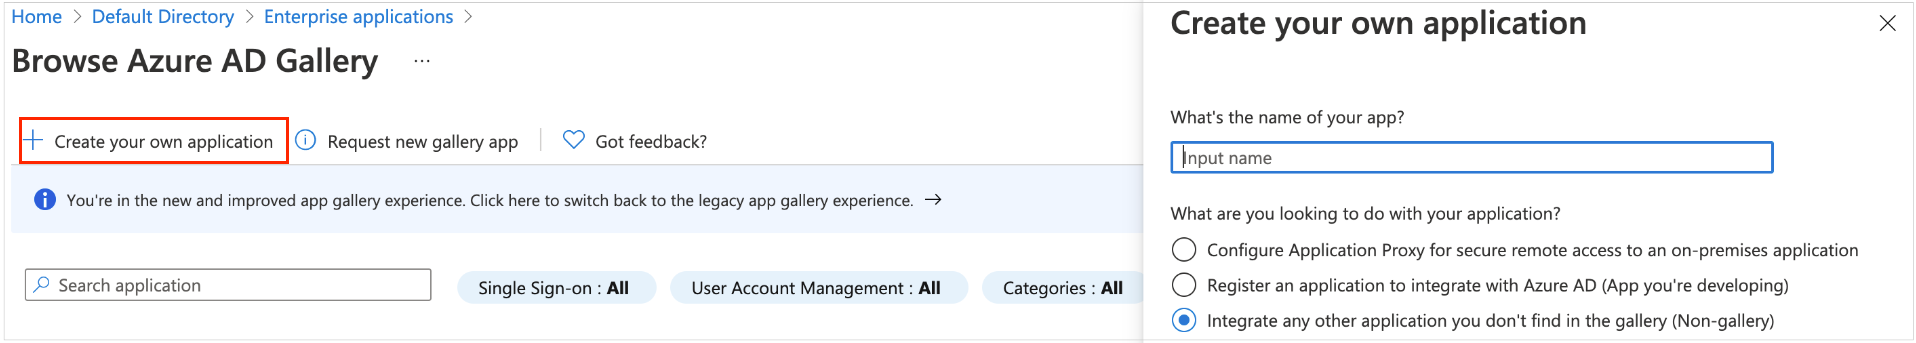 Home > Default Directory > Enterprise applications >
Browse Azure AD Gallery ...
Create your own application Request new gallery app Got feedback?
You're in the new and improved app gallery experience. Click here to switch back to the legacy app gallery experience. →
Search application Single Sign-on : All User Account Management : All Categories : All
Create your own application
What's the name of your app?
Input name
What are you looking to do with your application?
Configure Application Proxy for secure remote access to an on-premises application
Register an application to integrate with Azure AD (App you're developing)
Integrate any other application you don't find in the gallery (Non-gallery)